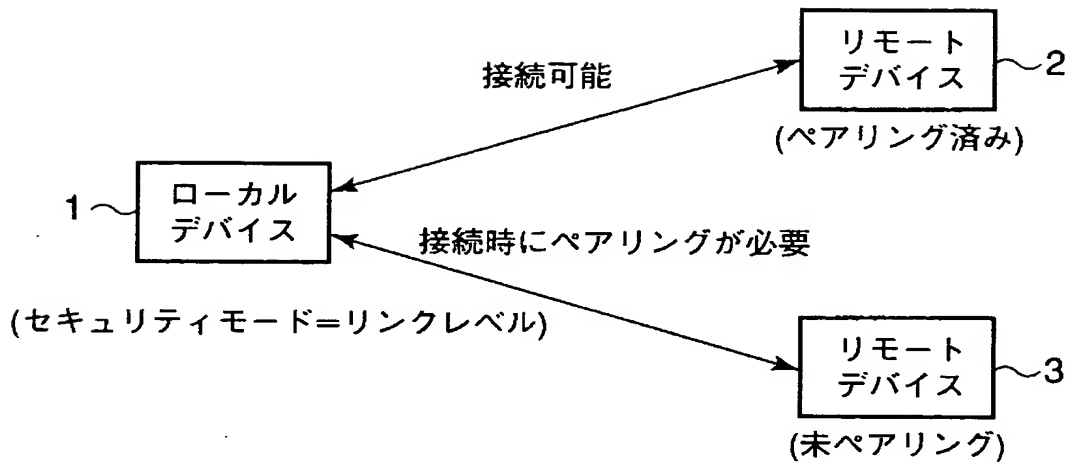 リモート
デバイス
2
接続可能
(ペアリング済み)
1
ローカル
デバイス
接続時にペアリングが必要
(セキュリティモード=リンクレベル)
リモート
デバイス
3
(未ペアリング)